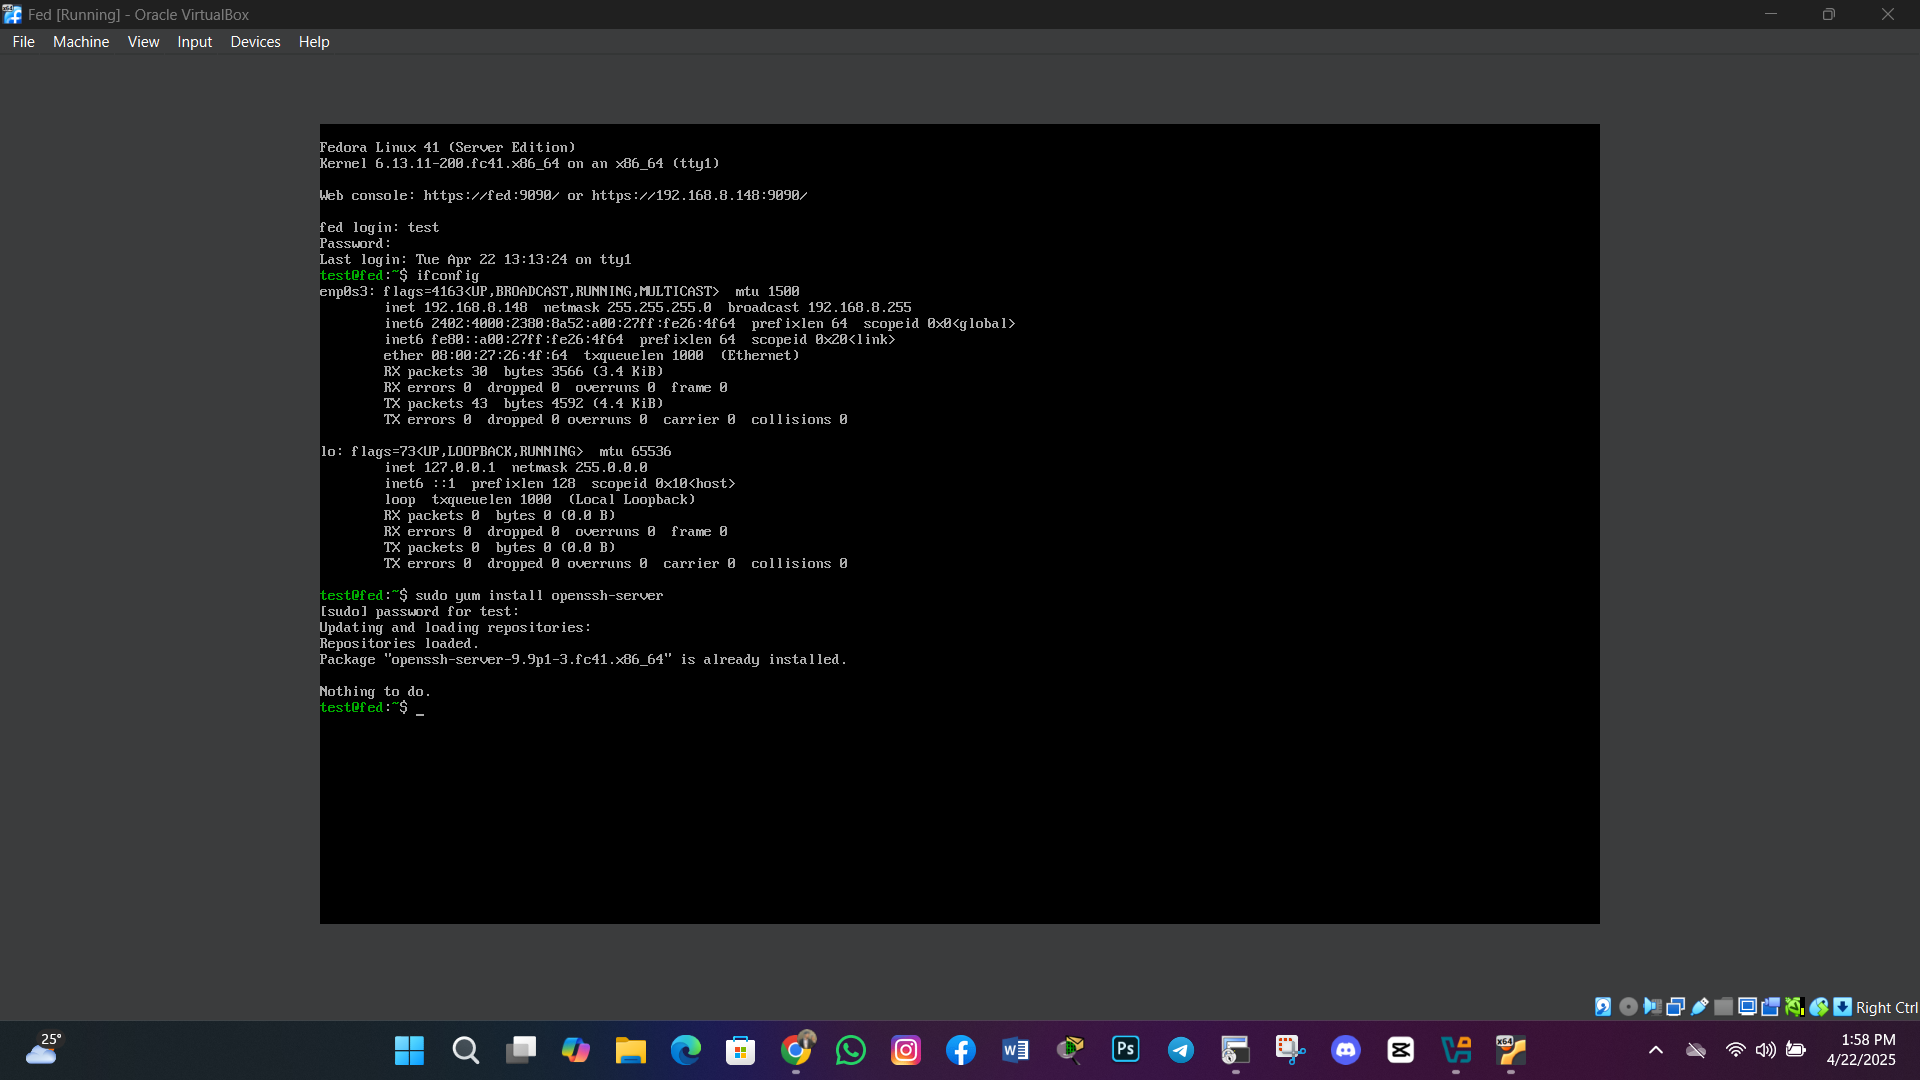 Fed [Running] - Oracle VirtualBox
File Machine View Input Devices Help
Fedora Linux 41 (Server Edition)
Kernel 6.13.11-200.fc41.x86_64 on an x86_64 (tty1)
Web console: https://fed:9090/ or https://192.168.8.148:9090/
fed login: test
Password:
Last login: Tue Apr 22 13:13:24 on tty1
test@fed:~$ ifconfig
enp0s3: flags=4163<UP,BROADCAST,RUNNING,MULTICAST>  mtu 1500
inet 192.168.8.148  netmask 255.255.255.0  broadcast 192.168.8.255
inet6 2402:4000:2380:8a52:a00:27ff:fe26:4f64  prefixlen 64  scopeid 0x0<global>
inet6 fe80::a00:27ff:fe26:4f64  prefixlen 64  scopeid 0x20<link>
ether 08:00:27:26:4f:64  txqueuelen 1000  (Ethernet)
RX packets 30  bytes 3566 (3.4 KiB)
RX errors 0  dropped 0  overruns 0  frame 0
TX packets 43  bytes 4592 (4.4 KiB)
TX errors 0  dropped 0 overruns 0  carrier 0  collisions 0
lo: flags=73<UP,LOOPBACK,RUNNING>  mtu 65536
inet 127.0.0.1  netmask 255.0.0.0
inet6 ::1  prefixlen 128  scopeid 0x10<host>
loop  txqueuelen 1000  (Local Loopback)
RX packets 0  bytes 0 (0.0 B)
RX errors 0  dropped 0  overruns 0  frame 0
TX packets 0  bytes 0 (0.0 B)
TX errors 0  dropped 0 overruns 0  carrier 0  collisions 0
test@fed:~$ sudo yum install openssh-server
[sudo] password for test:
Updating and loading repositories:
Repositories loaded.
Package "openssh-server-9.9p1-3.fc41.x86_64" is already installed.
Nothing to do.
test@fed:~$ _
Right Ctrl
25°
Ps
x64
1:58 PM
4/22/2025